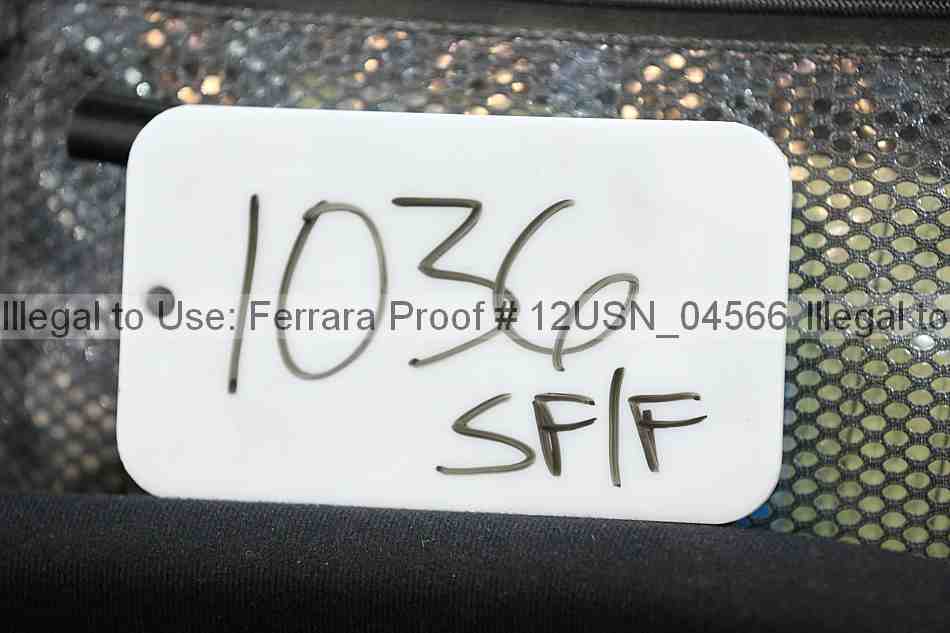 1036
Illegal to Use: Ferrara Proof # 12USN_04566 Illegal to
SF/F